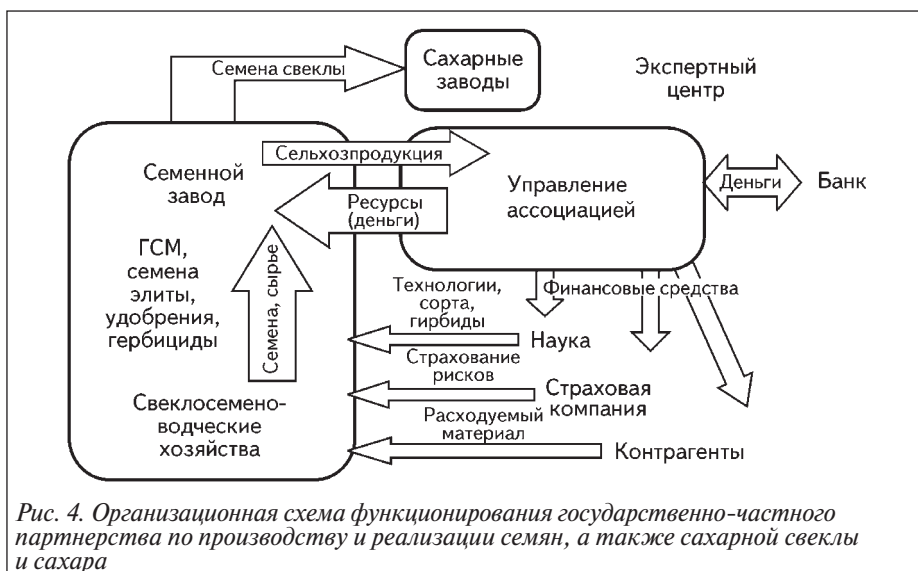 Семена свеклы
Сахарные
заводы
Экспертный
центр
Семенной
завод
Сельхозпродукция
Ресурсы
(деньги)
Управление
ассоциацией
Деньги
Банк
ГСМ,
семена
элиты,
удобрения,
гербициды
Семена, сырье
Технологии,
сорта,
гирбиды
Финансовые средства
Наука
Страхование
рисков
Страховая
компания
Свеклосемено-
водческие
хозяйства
Расходуемый
материал
Контрагенты
Рис. 4. Организационная схема функционирования государственно-частного
партнерства по производству и реализации семян, а также сахарной свеклы
и сахара